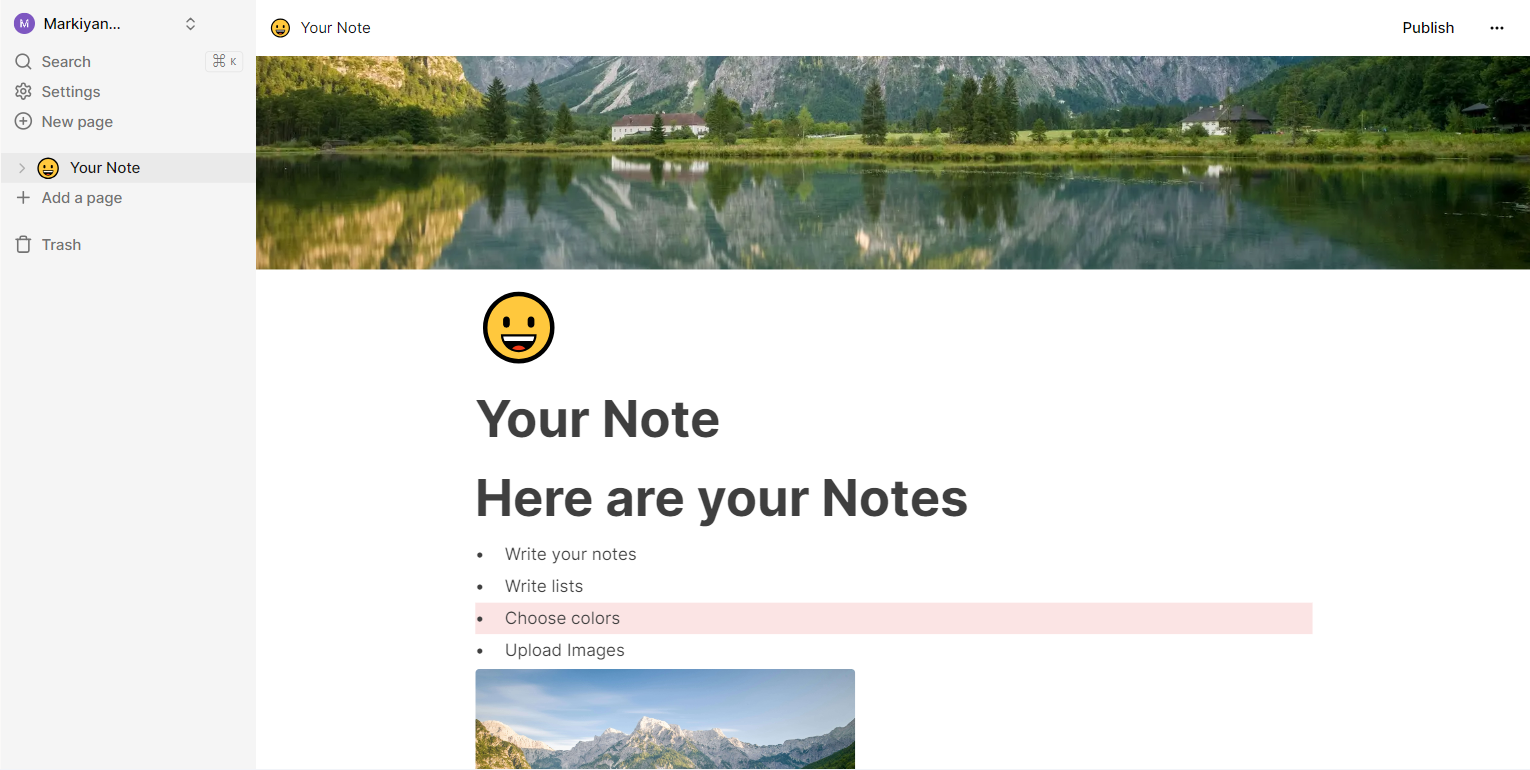 M Markiyan...
Search ⌘ K
Settings
New page
Your Note
Add a page
Trash
Your Note
Publish
Your Note
Here are your Notes
• Write your notes
• Write lists
• Choose colors
• Upload Images